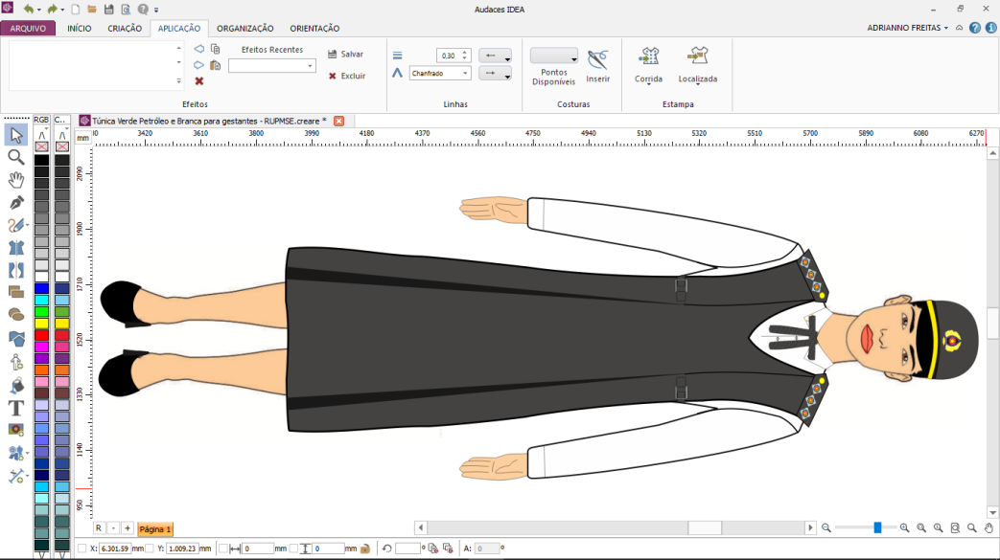 Audaces IDEA
ARQUIVO INÍCIO CRIAÇÃO APLICAÇÃO ORGANIZAÇÃO ORIENTAÇÃO ADRIANNO FREITAS
Efeitos Recentes
Salvar
Excluir
Efeitos
0,30
Chanfrado
Linhas
Pontos
Disponíveis
Inserir
Costuras
Corrida
Localizada
Estampa
RGB C... Túnica Verde Petróleo e Branca para gestantes - RUPMSE.creare *
mm 3420 3610 3800 3990 4180 4370 4560 4750 4940 5130 5320 5510 5700 5890 6080 6270
2090
1900
1710
1520
1330
1140
950
R - + Página 1
X: 6.301,59 mm Y: 1.009,23 mm 0 mm 0 mm º A: 0 º